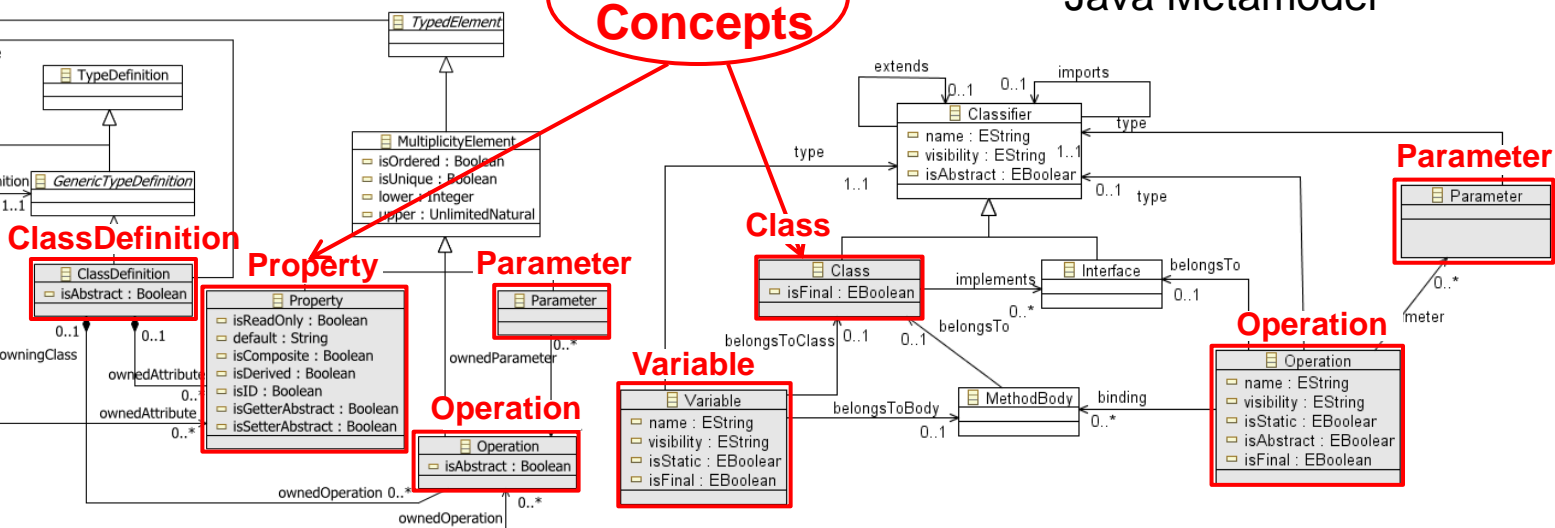 Java Metamodel
Concepts
TypedElement
TypeDefinition
MultiplicityElement
isOrdered : Boolean
isUnique : Boolean
lower : Integer
upper : UnlimitedNatural
GenericTypeDefinition
1..1
ClassDefinition
ClassDefinition
isAbstract : Boolean
0..1
0..1
owningClass
ownedAttribute
0..*
ownedAttribute
0..*
Property
Property
isReadOnly : Boolean
default : String
isComposite : Boolean
isDerived : Boolean
isID : Boolean
isGetterAbstract : Boolean
isSetterAbstract : Boolean
Parameter
Parameter
0..*
ownedParameter
Operation
Operation
isAbstract : Boolean
ownedOperation 0..*
0..*
ownedOperation
extends
0..1
0..1
imports
Classifier
name : EString
visibility : EString
isAbstract : EBoolean
type
1..1
type
1..1
0..1
type
Parameter
Parameter
0..*
meter
Class
Class
isFinal : EBoolean
implements
0..*
Interface
belongsTo
0..1
belongsToClass
0..1
0..1
belongsTo
Variable
Variable
name : EString
visibility : EString
isStatic : EBoolean
isFinal : EBoolean
belongsToBody
0..1
MethodBody
binding
0..*
Operation
Operation
name : EString
visibility : EString
isStatic : EBoolean
isAbstract : EBoolean
isFinal : EBoolean